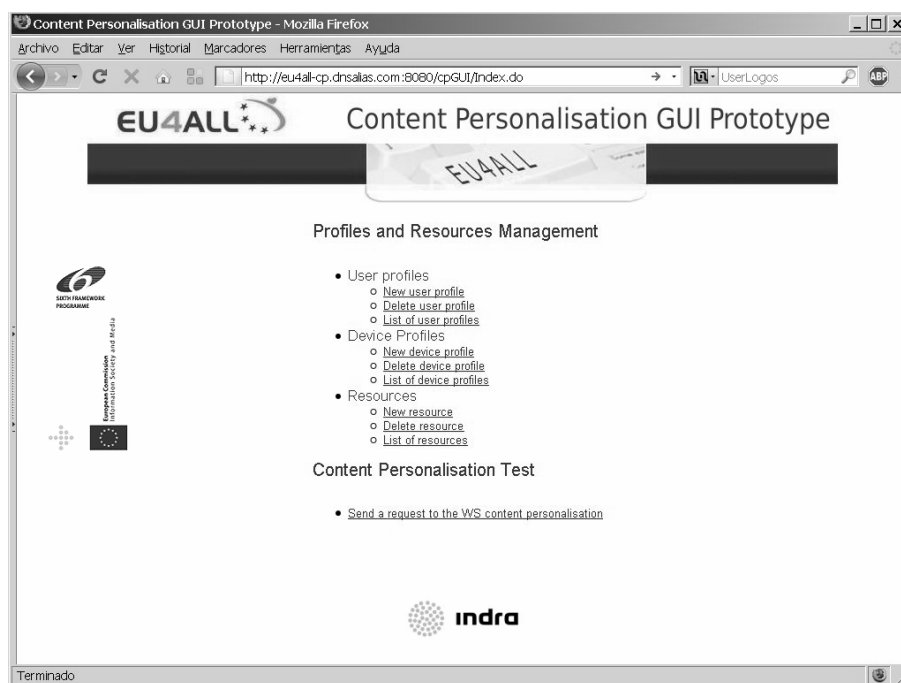 Content Personalisation GUI Prototype - Mozilla Firefox
Archivo Editar Ver Historial Marcadores Herramientas Ayuda
http://eu4all-cp.dnsalias.com:8080/cpGUI/Index.do
UserLogos
ABP
EU4ALL
Content Personalisation GUI Prototype
EU4ALL
Profiles and Resources Management
• User profiles
o New user profile
o Delete user profile
o List of user profiles
• Device Profiles
o New device profile
o Delete device profile
o List of device profiles
• Resources
o New resource
o Delete resource
o List of resources
Content Personalisation Test
• Send a request to the WS content personalisation
6
SIXTH FRAMEWORK
PROGRAMME
European Commission
Information Society and Media
indra
Terminado